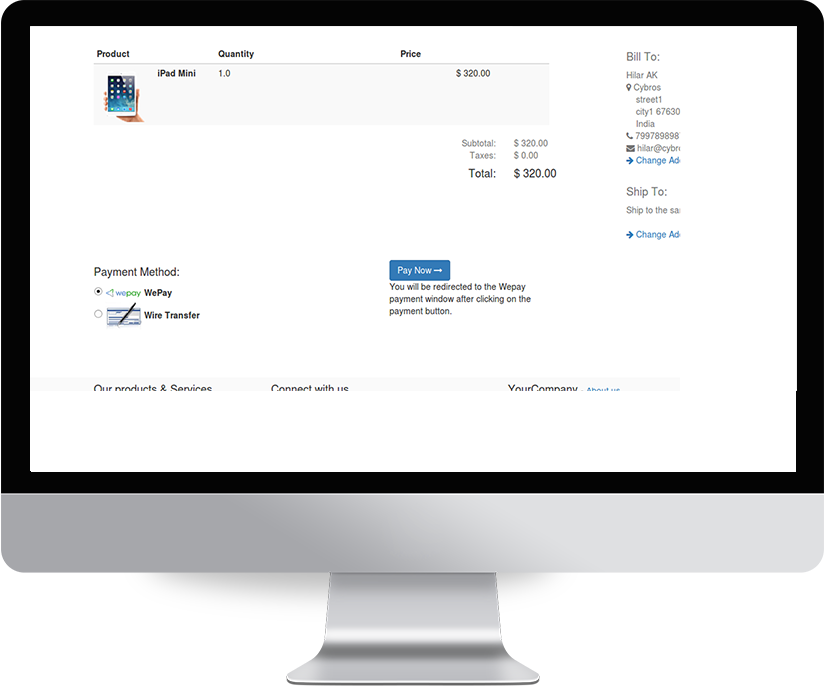 Product Quantity Price
iPad Mini 1.0 $ 320.00
Subtotal: $ 320.00
Taxes: $ 0.00
Total: $ 320.00
Bill To:
Hilar AK
Cybros
street1
city1 67630
India
799789898
hilar@cybr
Change Ad
Ship To:
Ship to the sa
Change Ad
Payment Method:
wepay WePay
Wire Transfer
Pay Now
You will be redirected to the Wepay
payment window after clicking on the
payment button.
Our products & Services Connect with us YourCompany - About us